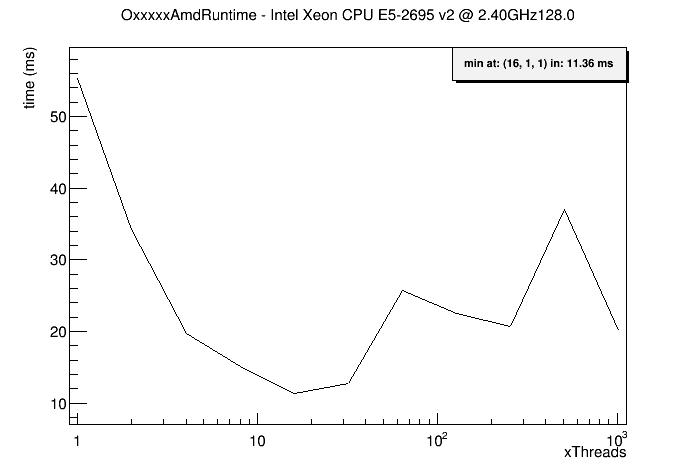 OxxxxxAmdRuntime - Intel Xeon CPU E5-2695 v2 @ 2.40GHz128.0
time (ms)
min at: (16, 1, 1) in: 11.36 ms
50
40
30
20
10
1 10 10² 10³
xThreads